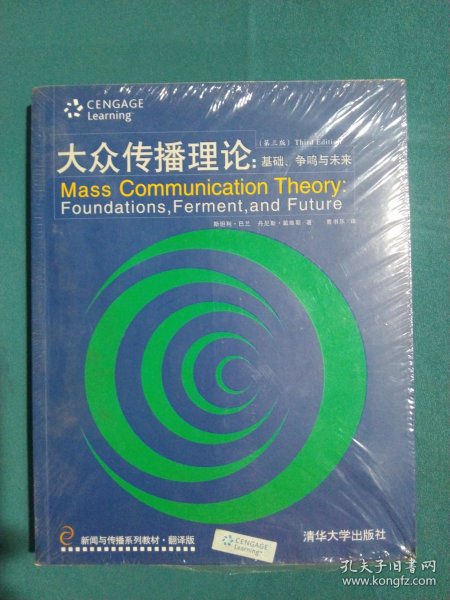 CENGAGE
Learning™
(第三版) Third Edition
大众传播理论:基础、争鸣与未来
Mass Communication Theory:
Foundations, Ferment, and Future
斯坦利·巴兰 丹尼斯·戴维斯 著 曹书乐 译
新闻与传播系列教材·翻译版
CENGAGE
Learning™
清华大学出版社
孔夫子旧书网
www.kongfz.com